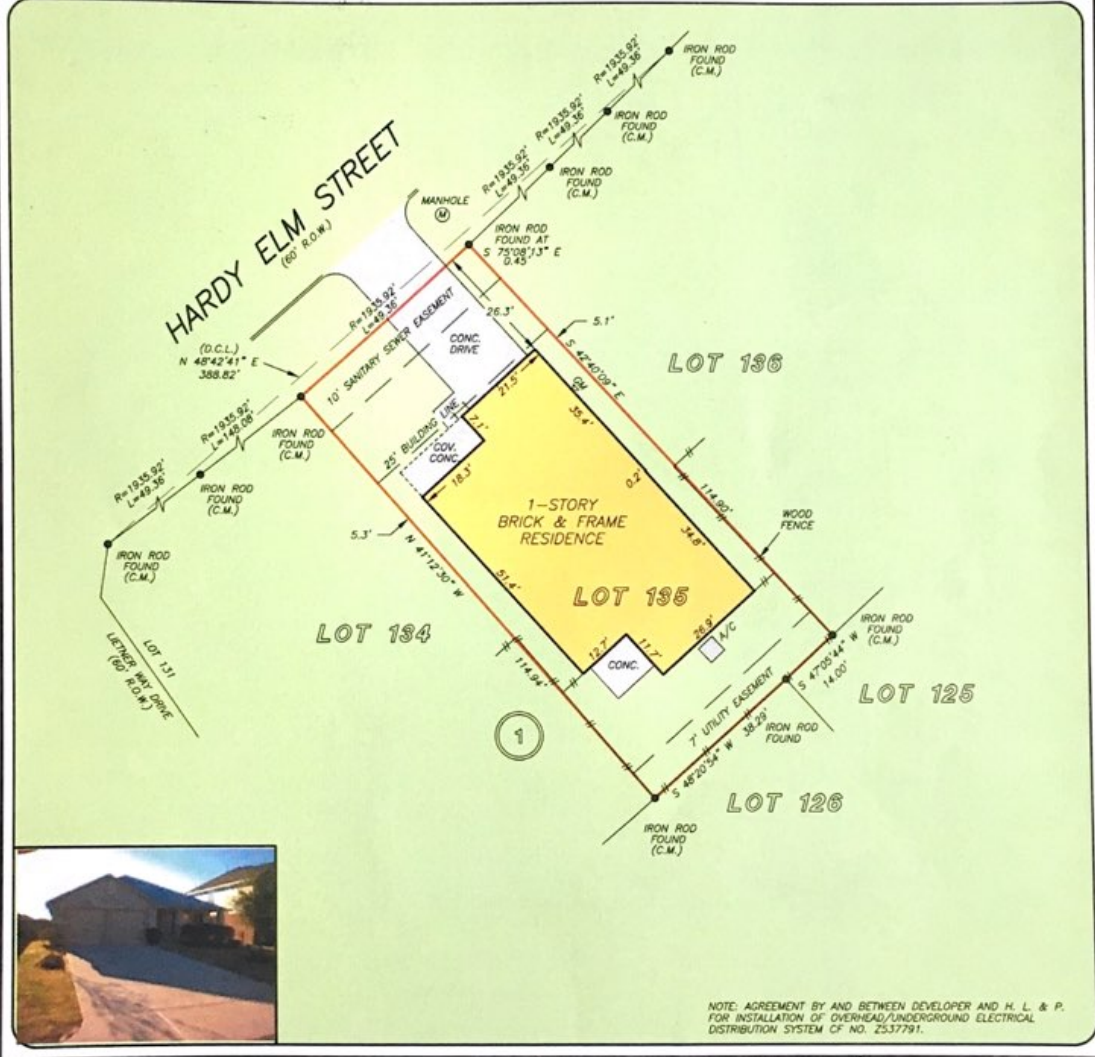 R=1935.92'
L=49.36'
IRON ROD
FOUND
(C.M.)
R=1935.92'
L=49.36'
IRON ROD
FOUND
(C.M.)
R=1935.92'
L=49.36'
IRON ROD
FOUND
(C.M.)
HARDY ELM STREET
(60' R.O.W.)
MANHOLE
M
IRON ROD
FOUND AT
S 75°08'13" E
0.45'
R=1935.92'
L=49.36'
(D.C.L.)
N 48°42'41" E
388.82'
10' SANITARY SEWER EASEMENT
CONC.
DRIVE
26.3'
5.1'
S 42°40'09" E
LOT 136
R=1935.92'
L=148.08'
IRON ROD
FOUND
(C.M.)
25' BUILDING LINE
21.5'
7.1'
GM
35.4'
COV.
CONC.
18.3'
R=1935.92'
L=49.36'
IRON ROD
FOUND
(C.M.)
0.2'
114.90'
1-STORY
BRICK & FRAME
RESIDENCE
WOOD
FENCE
5.3'
N 41°12'30" W
34.8'
IRON ROD
FOUND
(C.M.)
51.4'
LOT 135
LOT 134
LOT 131
LIETNER WAY DRIVE
(60' R.O.W.)
12.7'
11.7'
26.9'
A/C
CONC.
IRON ROD
FOUND
(C.M.)
S 47°05'44" W
14.00'
114.94'
LOT 125
1
7' UTILITY EASEMENT
38.29'
S 48°20'54" W
IRON ROD
FOUND
LOT 126
IRON ROD
FOUND
(C.M.)
NOTE: AGREEMENT BY AND BETWEEN DEVELOPER AND H. L. & P.
FOR INSTALLATION OF OVERHEAD/UNDERGROUND ELECTRICAL
DISTRIBUTION SYSTEM CF NO. Z537791.